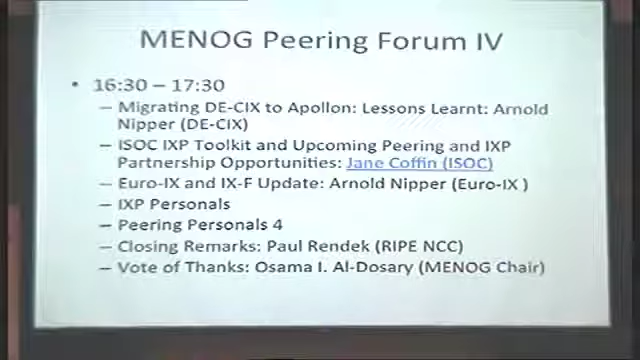 MENOG Peering Forum IV
• 16:30 – 17:30
– Migrating DE-CIX to Apollon: Lessons Learnt: Arnold
Nipper (DE-CIX)
– ISOC IXP Toolkit and Upcoming Peering and IXP
Partnership Opportunities: Jane Coffin (ISOC)
– Euro-IX and IX-F Update: Arnold Nipper (Euro-IX )
– IXP Personals
– Peering Personals 4
– Closing Remarks: Paul Rendek (RIPE NCC)
– Vote of Thanks: Osama I. Al-Dosary (MENOG Chair)